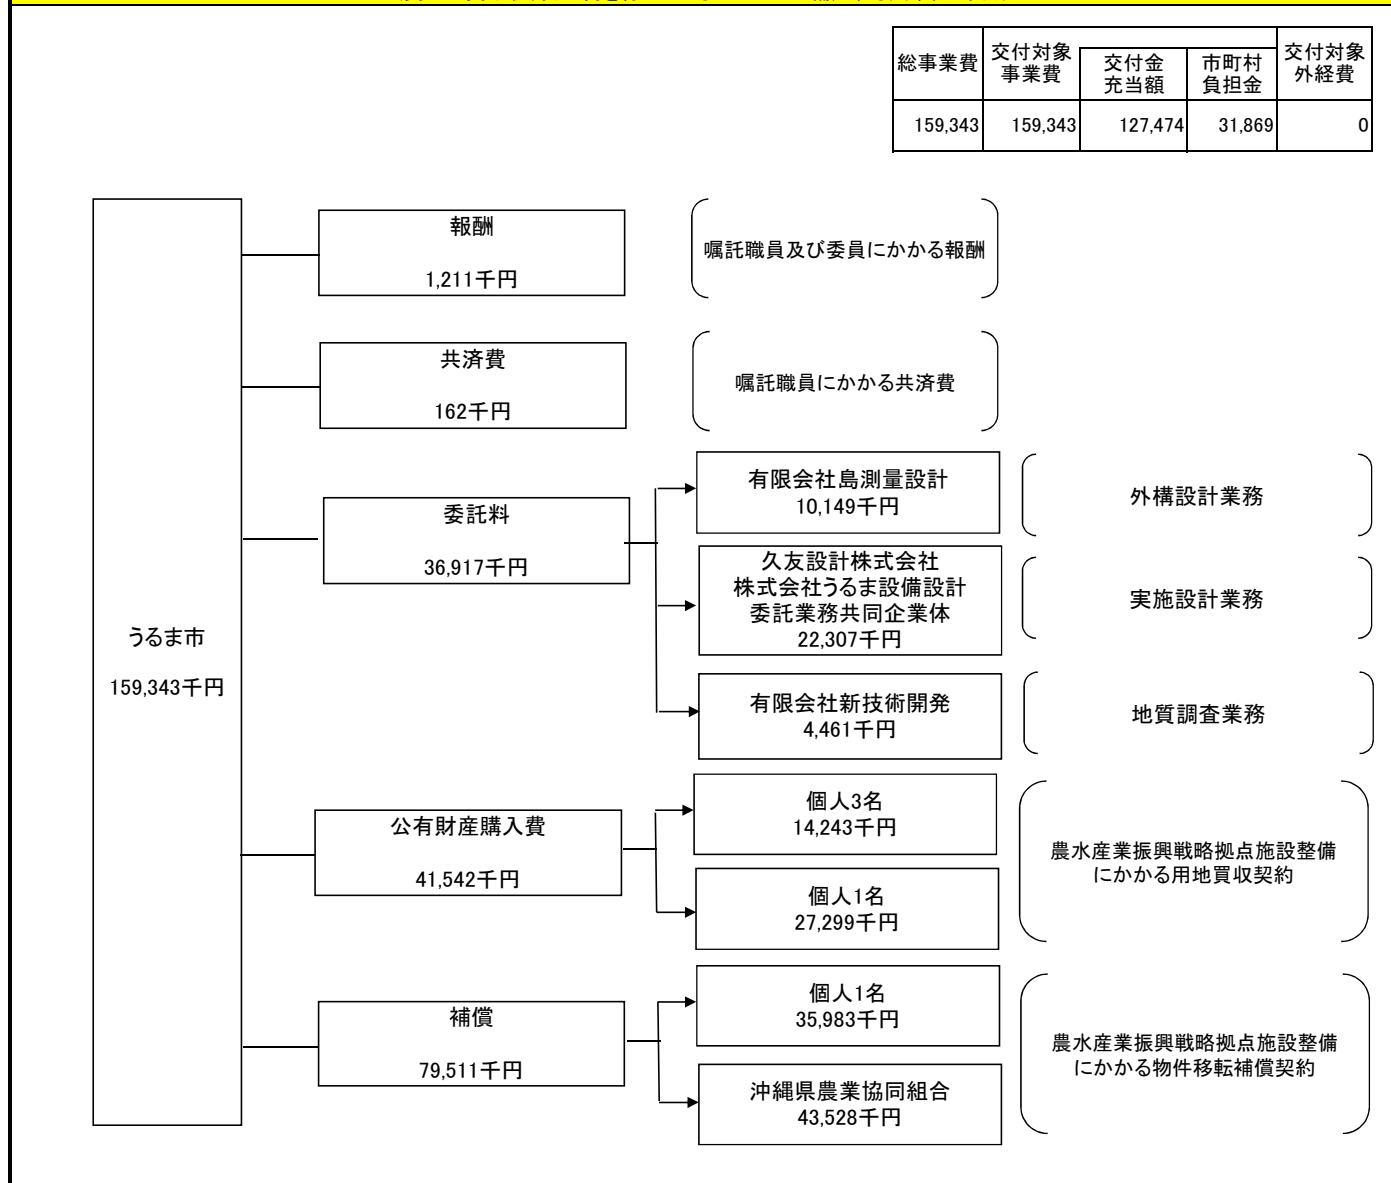 総事業費
交付対象
事業費
交付金
充当額
市町村
負担金
交付対象
外経費
159,343
159,343
127,474
31,869
0
うるま市
159,343千円
報酬
1,211千円
嘱託職員及び委員にかかる報酬
共済費
162千円
嘱託職員にかかる共済費
委託料
36,917千円
有限会社島測量設計
10,149千円
外構設計業務
久友設計株式会社
株式会社うるま設備設計
委託業務共同企業体
22,307千円
実施設計業務
有限会社新技術開発
4,461千円
地質調査業務
公有財産購入費
41,542千円
個人3名
14,243千円
個人1名
27,299千円
農水産業振興戦略拠点施設整備
にかかる用地買収契約
補償
79,511千円
個人1名
35,983千円
沖縄県農業協同組合
43,528千円
農水産業振興戦略拠点施設整備
にかかる物件移転補償契約